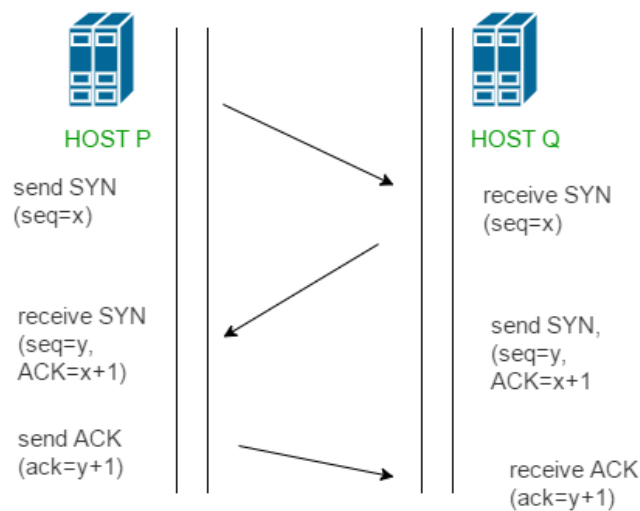 HOST P
HOST Q
send SYN
(seq=x)
receive SYN
(seq=x)
receive SYN
(seq=y,
ACK=x+1)
send SYN,
(seq=y,
ACK=x+1
send ACK
(ack=y+1)
receive ACK
(ack=y+1)